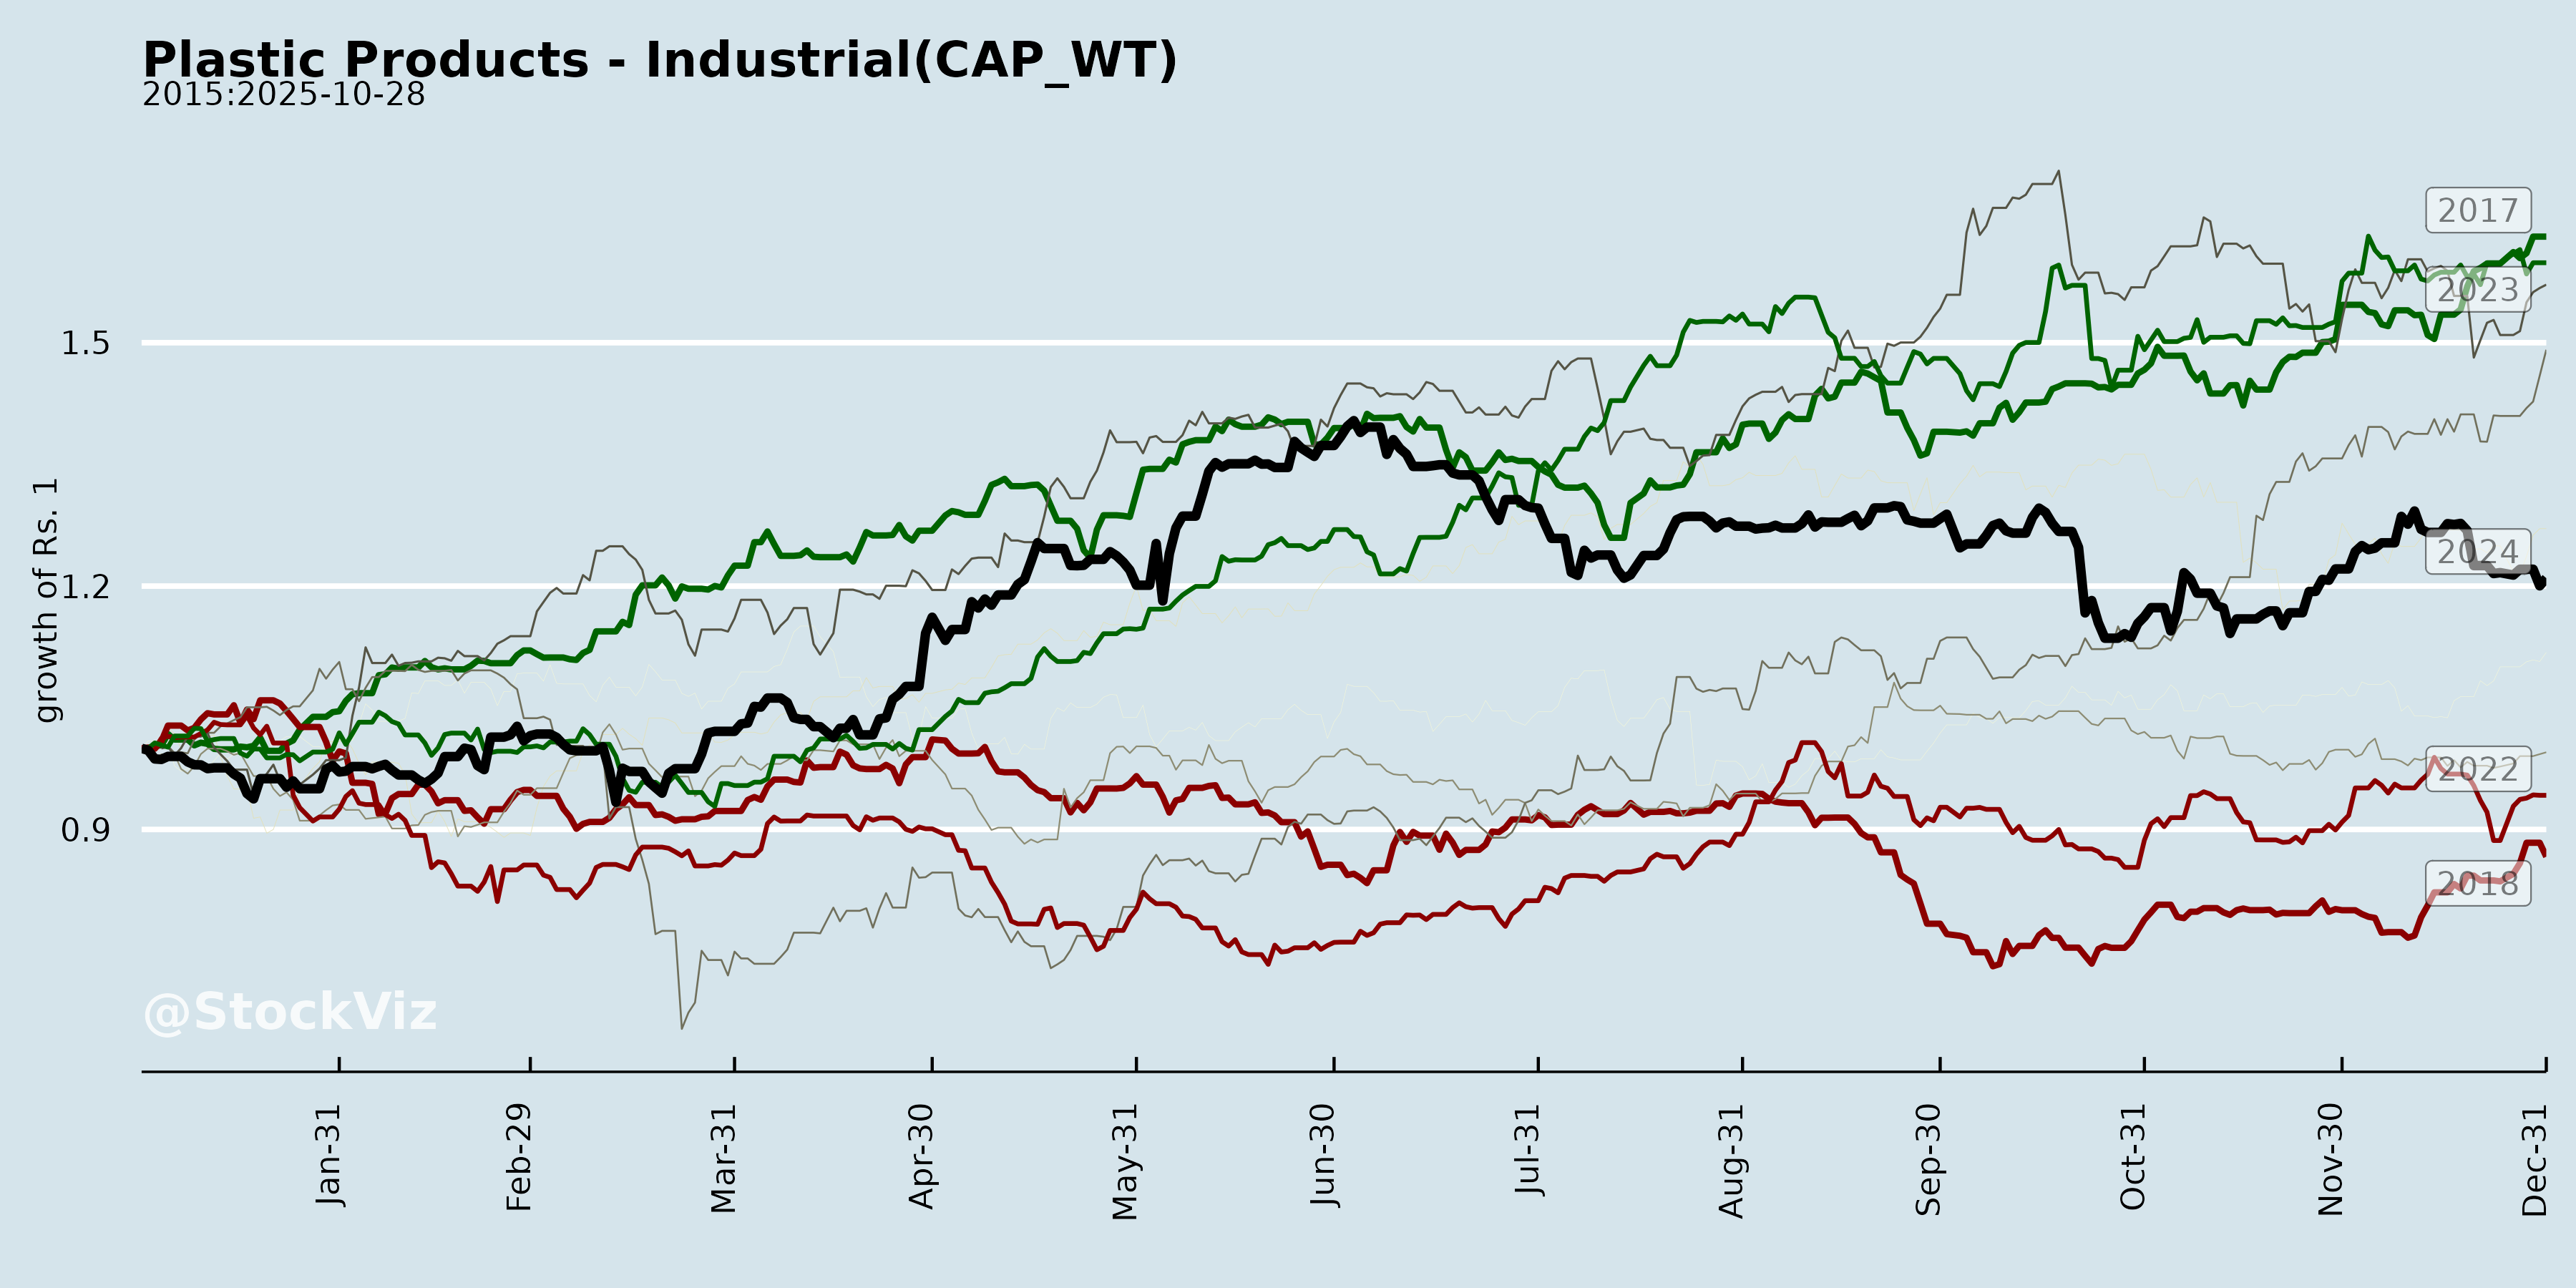 Plastic Products - Industrial(CAP_WT)
2015:2025-10-28
growth of Rs. 1
1.5
1.2
0.9
2017
2023
2024
2022
2018
@StockViz
Jan-31
Feb-29
Mar-31
Apr-30
May-31
Jun-30
Jul-31
Aug-31
Sep-30
Oct-31
Nov-30
Dec-31